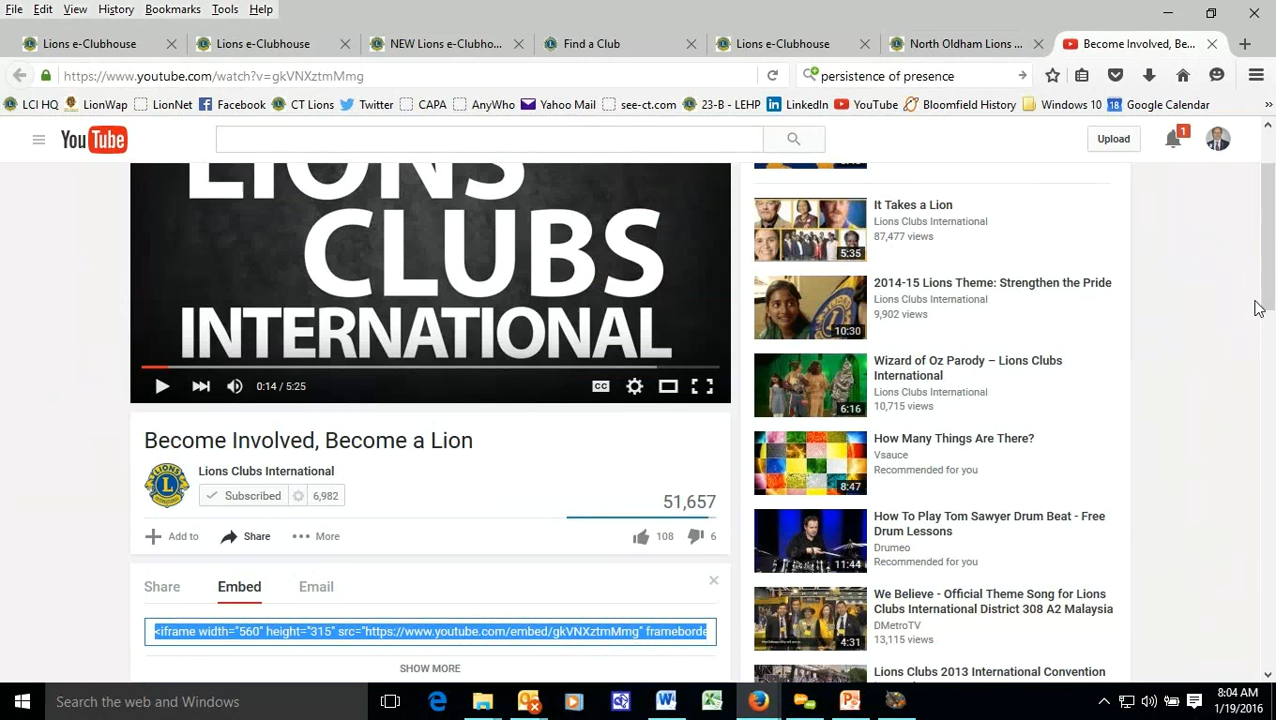 File Edit View History Bookmarks Tools Help
Lions e-Clubhouse
Lions e-Clubhouse
NEW Lions e-Clubho...
Find a Club
Lions e-Clubhouse
North Oldham Lions ...
Become Involved, Be...
https://www.youtube.com/watch?v=gkVNXztmMmg
persistence of presence
LCI HQ LionWap LionNet Facebook CT Lions Twitter CAPA AnyWho Yahoo Mail see-ct.com 23-B - LEHP LinkedIn YouTube Bloomfield History Windows 10 18 Google Calendar »
YouTube
Upload
1
LIONS
CLUBS
INTERNATIONAL
0:14 / 5:25
CC
Become Involved, Become a Lion
LIONS
L
Lions Clubs International
Subscribed 6,982
51,657
Add to Share More
108 6
Share Embed Email
<iframe width="560" height="315" src="https://www.youtube.com/embed/gkVNXztmMmg" frameborde
SHOW MORE
It Takes a Lion
Lions Clubs International
87,477 views
5:35
2014-15 Lions Theme: Strengthen the Pride
Lions Clubs International
9,902 views
10:30
Wizard of Oz Parody – Lions Clubs
International
Lions Clubs International
10,715 views
6:16
How Many Things Are There?
Vsauce
Recommended for you
8:47
How To Play Tom Sawyer Drum Beat - Free
Drum Lessons
Drumeo
Recommended for you
11:44
We Believe - Official Theme Song for Lions
Clubs International District 308 A2 Malaysia
DMetroTV
13,115 views
4:31
Lions Clubs 2013 International Convention
Search the web and Windows
8:04 AM
1/19/2016